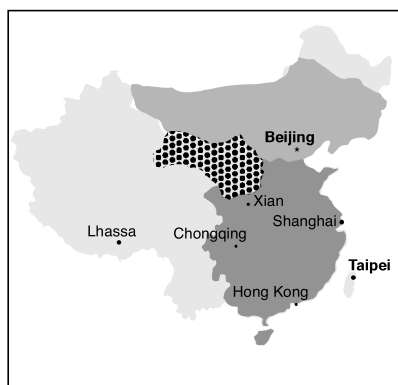 Beijing
Xian
Shanghai
Lhassa
Chongqing
Taipei
Hong Kong